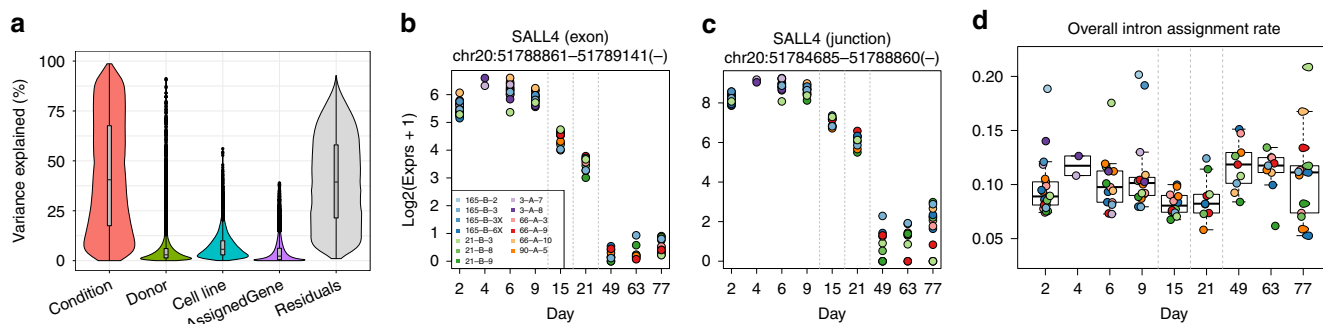 a
Variance explained (%)
100
75
50
25
0
Condition
Donor
Cell line
AssignedGene
Residuals
b
SALL4 (exon)
chr20:51788861–51789141(–)
Log2(Exprs + 1)
6
5
4
3
2
1
0
165–B–2
165–B–3
165–B–3X
165–B–6X
21–B–3
21–B–8
21–B–9
3–A–7
3–A–8
66–A–3
66–A–9
66–A–10
90–A–5
2 4 6 9 15 21 49 63 77
Day
c
SALL4 (junction)
chr20:51784685–51788860(–)
8
6
4
2
0
2 4 6 9 15 21 49 63 77
Day
d
Overall intron assignment rate
0.20
0.15
0.10
0.05
2 4 6 9 15 21 49 63 77
Day